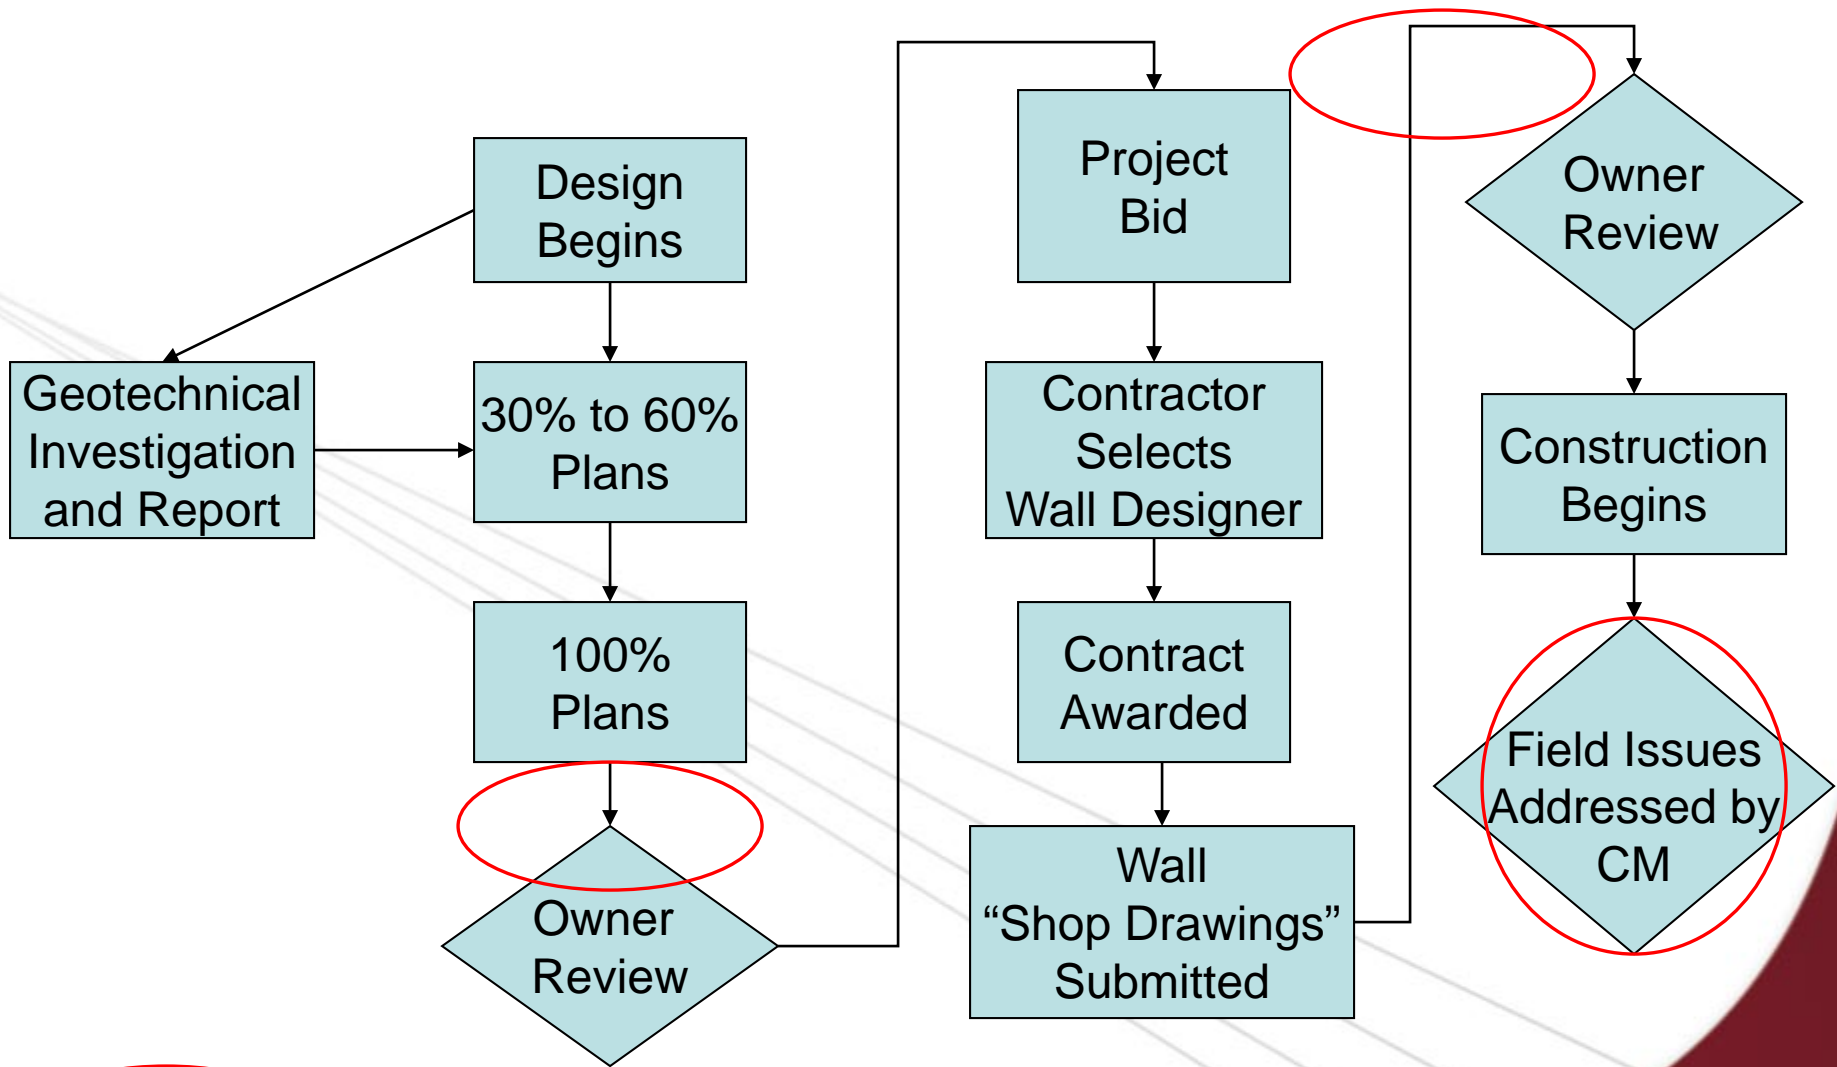 Design
Begins
Geotechnical
Investigation
and Report
30% to 60%
Plans
100%
Plans
Owner
Review
Project
Bid
Contractor
Selects
Wall Designer
Contract
Awarded
Wall
“Shop Drawings”
Submitted
Owner
Review
Construction
Begins
Field Issues
Addressed by
CM